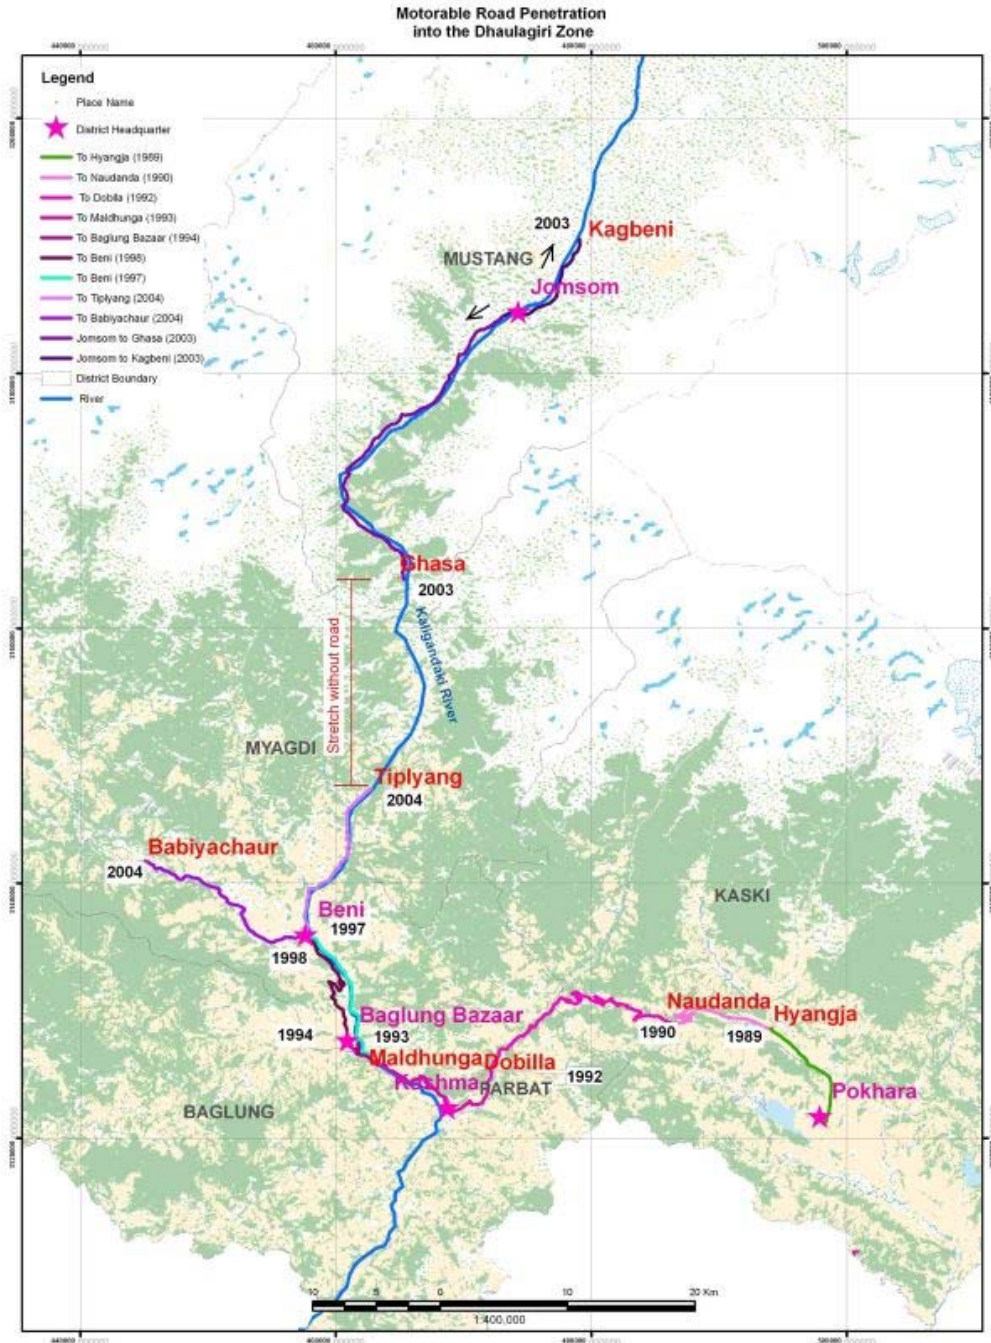 Motorable Road Penetration
into the Dhaulagiri Zone
Legend
Place Name
District Headquarter
To Hyangja (1989)
To Naudanda (1990)
To Dobila (1992)
To Maldhunga (1993)
To Baglung Bazaar (1994)
To Beni (1998)
To Beni (1997)
To Tiplyang (2004)
To Babiyachaur (2004)
Jomsom to Ghasa (2003)
Jomsom to Kagbeni (2003)
District Boundary
River
2003
Kagbeni
MUSTANG
Jomsom
Ghasa
2003
Kaligandaki River
Stretch without road
MYAGDI
Tiplyang
2004
Babiyachaur
2004
KASKI
Beni
1997
1998
Naudanda
Hyangja
Baglung Bazaar
1994
1993
1990
1989
Maldhunga
Dobilla
1992
Kushma
PARBAT
Pokhara
BAGLUNG
10 5 0 10 20 Km
1:400,000